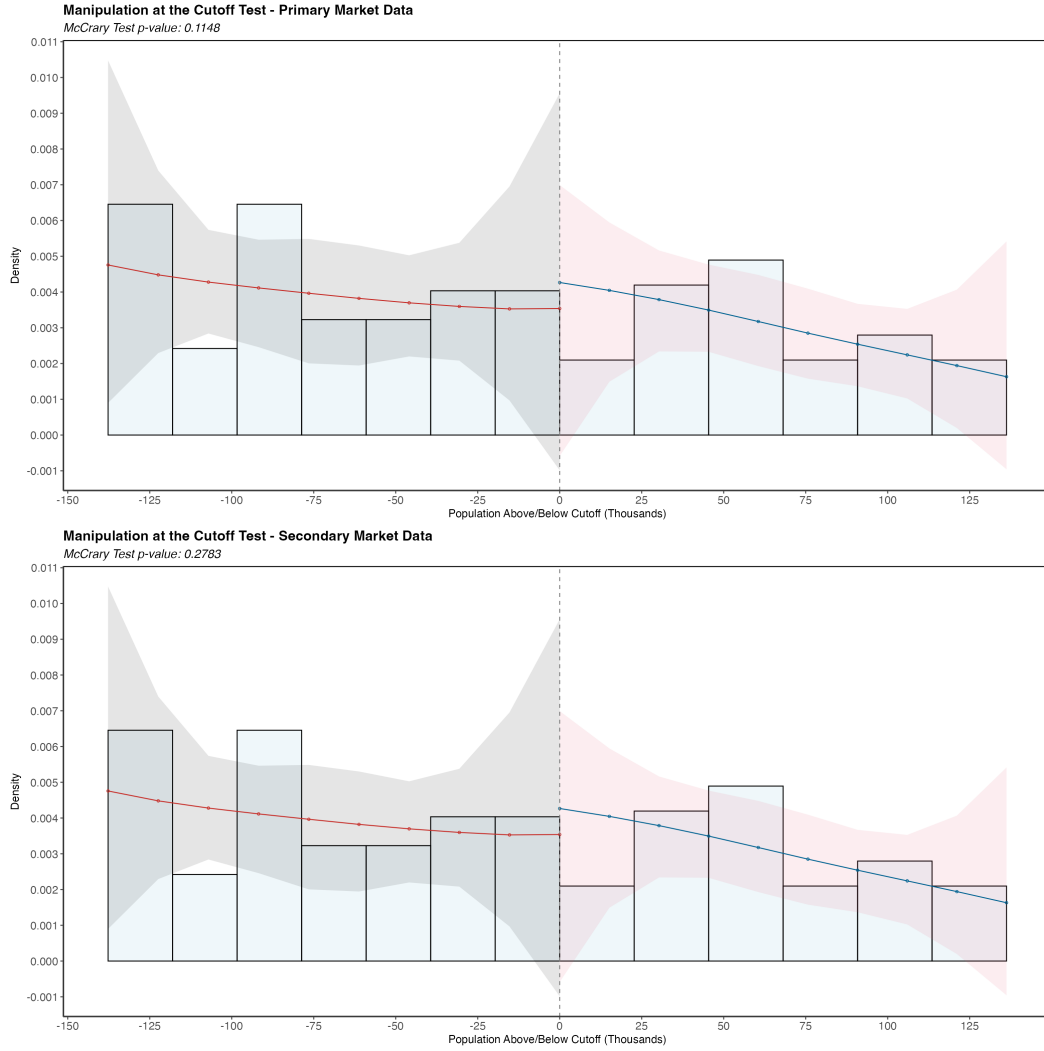 Manipulation at the Cutoff Test - Primary Market Data
McCrary Test p-value: 0.1148
0.011
0.010
0.009
0.008
0.007
0.006
0.005
0.004
0.003
0.002
0.001
0.000
-0.001
Density
-150 -125 -100 -75 -50 -25 0 25 50 75 100 125
Population Above/Below Cutoff (Thousands)
Manipulation at the Cutoff Test - Secondary Market Data
McCrary Test p-value: 0.2783
0.011
0.010
0.009
0.008
0.007
0.006
0.005
0.004
0.003
0.002
0.001
0.000
-0.001
Density
-150 -125 -100 -75 -50 -25 0 25 50 75 100 125
Population Above/Below Cutoff (Thousands)